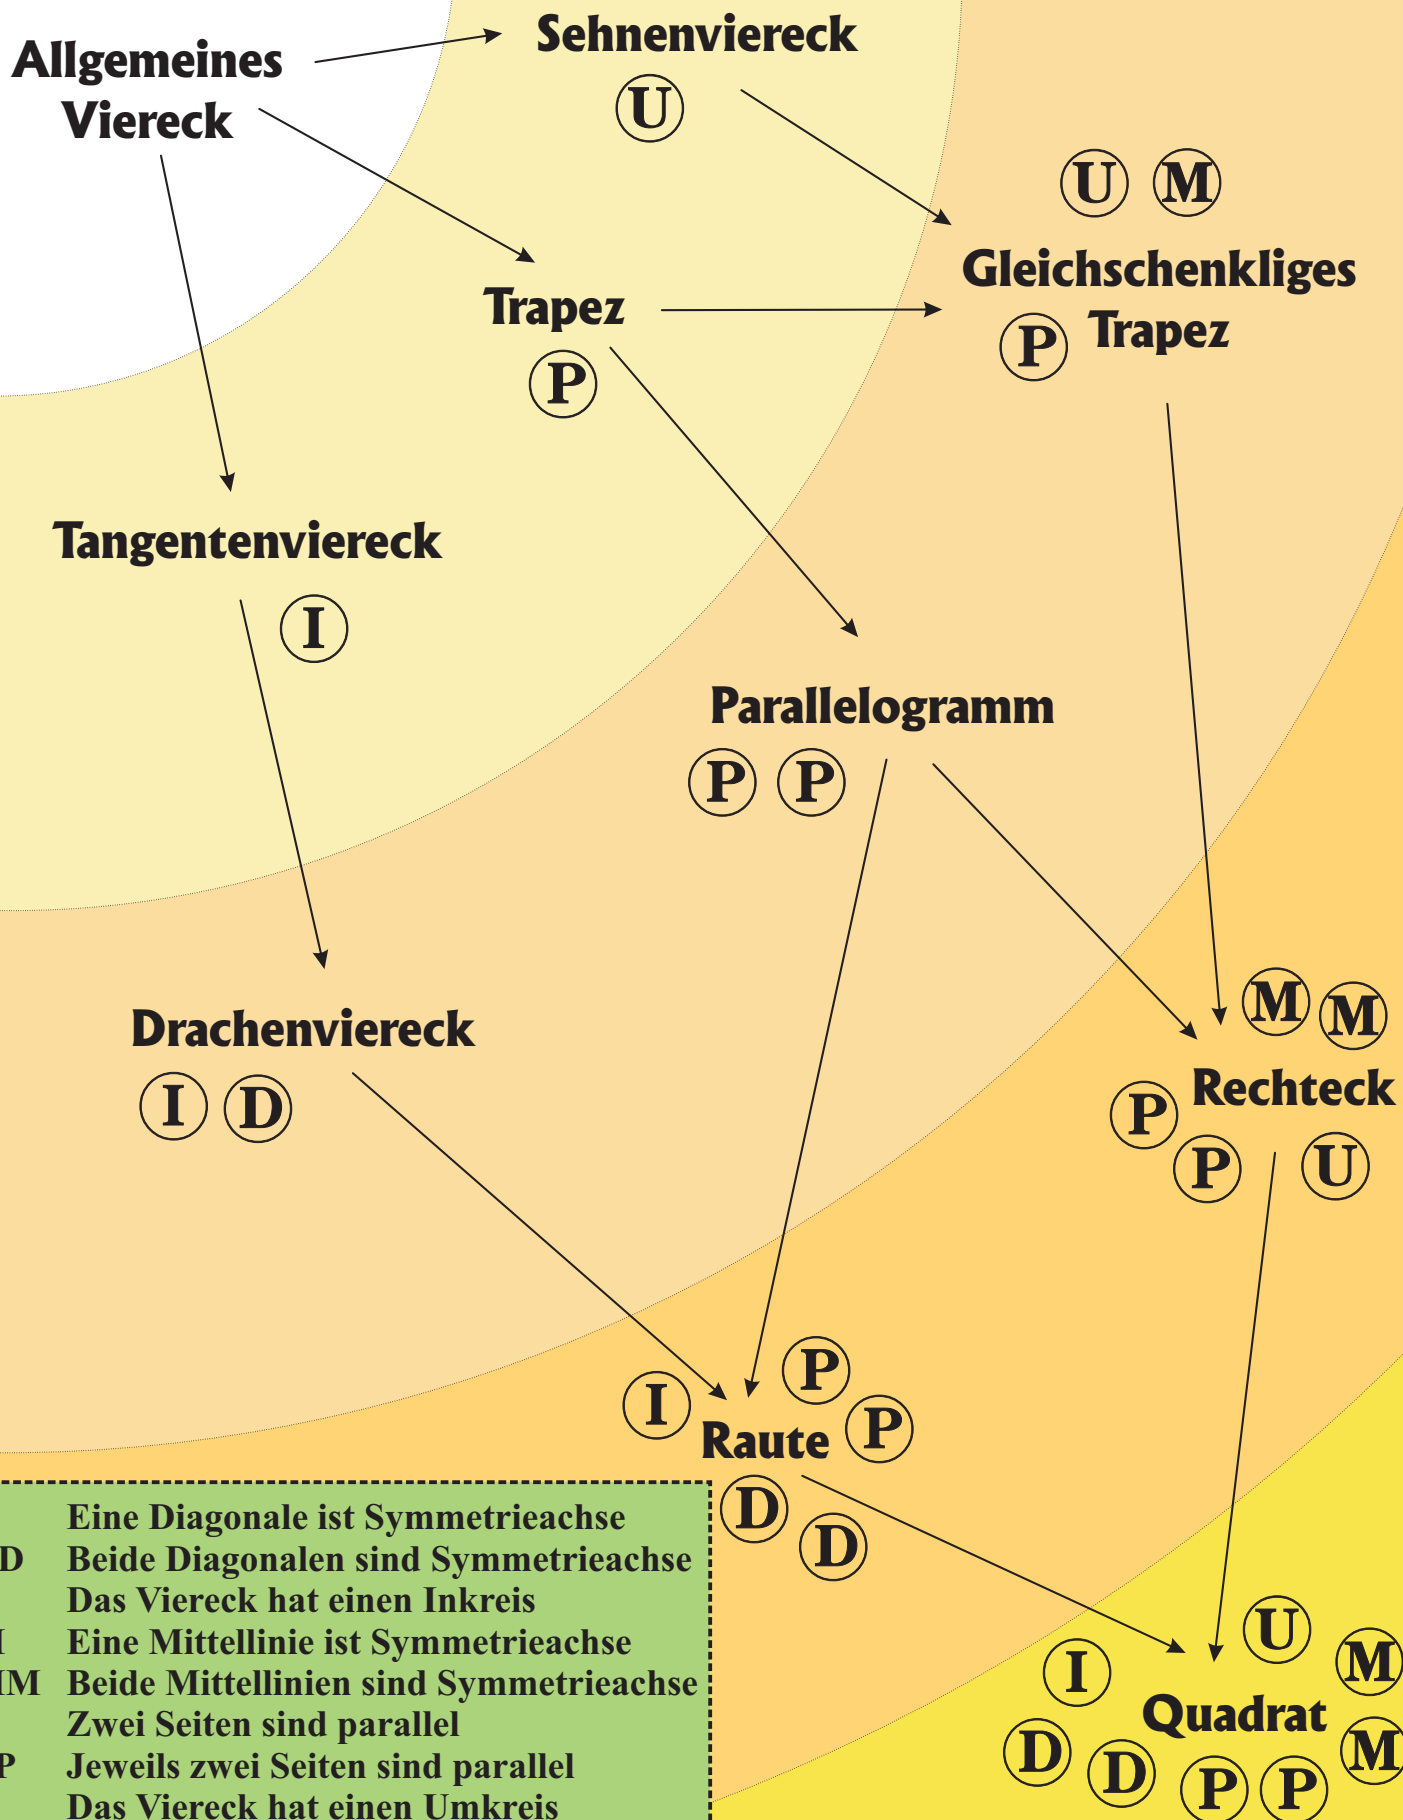 Allgemeines
Viereck
Sehnenviereck
U
U M
Gleichschenkliges
Trapez
P
Trapez
P
Tangentenviereck
I
Parallelogramm
P P
Drachenviereck
I D
M M
Rechteck
P P U
I P P
Raute
D D
Eine Diagonale ist Symmetrieachse
D Beide Diagonalen sind Symmetrieachse
Das Viereck hat einen Inkreis
Eine Mittellinie ist Symmetrieachse
M Beide Mittellinien sind Symmetrieachse
Zwei Seiten sind parallel
P Jeweils zwei Seiten sind parallel
Das Viereck hat einen Umkreis
U
I M
Quadrat
D D P P M